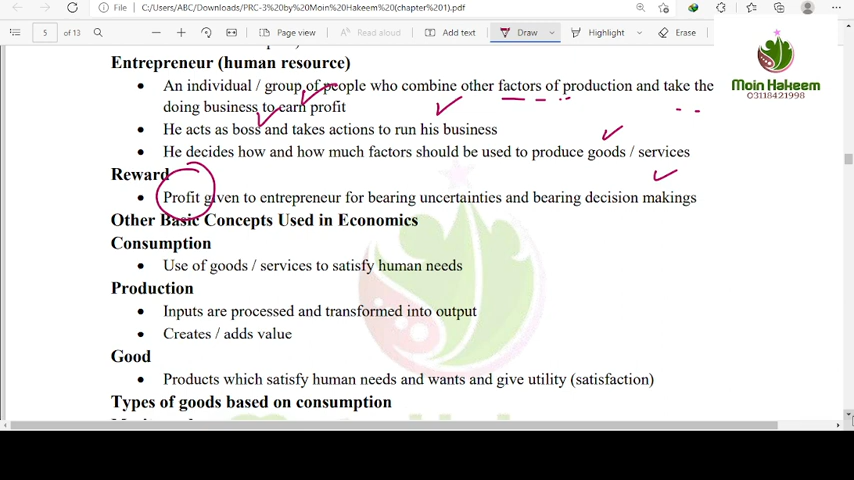 File
C:/Users/ABC/Downloads/PRC-3%20by%20Moin%20Hakeem%20(chapter%201).pdf
5 of 13
Page view
Read aloud
Add text
Draw
Highlight
Erase
Moin Hakeem
03118421998
Entrepreneur (human resource)
• An individual / group of people who combine other factors of production and take the
doing business to earn profit
• He acts as boss and takes actions to run his business
• He decides how and how much factors should be used to produce goods / services
Reward
• Profit given to entrepreneur for bearing uncertainties and bearing decision makings
Other Basic Concepts Used in Economics
Consumption
• Use of goods / services to satisfy human needs
Production
• Inputs are processed and transformed into output
• Creates / adds value
Good
• Products which satisfy human needs and wants and give utility (satisfaction)
Types of goods based on consumption